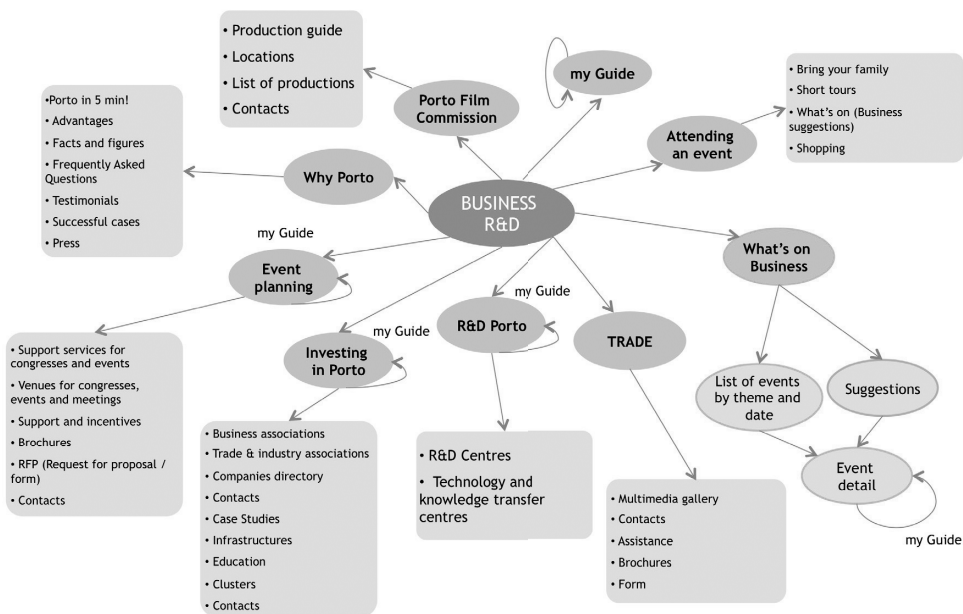 • Production guide
• Locations
• List of productions
• Contacts
my Guide
• Bring your family
• Short tours
• What's on (Business
suggestions)
• Shopping
Porto Film
Commission
Attending
an event
•Porto in 5 min!
• Advantages
• Facts and figures
• Frequently Asked
Questions
• Testimonials
• Successful cases
• Press
Why Porto
BUSINESS
R&D
my Guide
Event
planning
What's on
Business
my Guide
R&D Porto
my Guide
Investing
in Porto
TRADE
• Support services for
congresses and events
• Venues for congresses,
events and meetings
• Support and incentives
• Brochures
• RFP (Request for proposal /
form)
• Contacts
List of events
by theme and
date
Suggestions
• Business associations
• Trade & industry associations
• Companies directory
• Contacts
• Case Studies
• Infrastructures
• Education
• Clusters
• Contacts
• R&D Centres
• Technology and
knowledge transfer
centres
Event
detail
my Guide
• Multimedia gallery
• Contacts
• Assistance
• Brochures
• Form